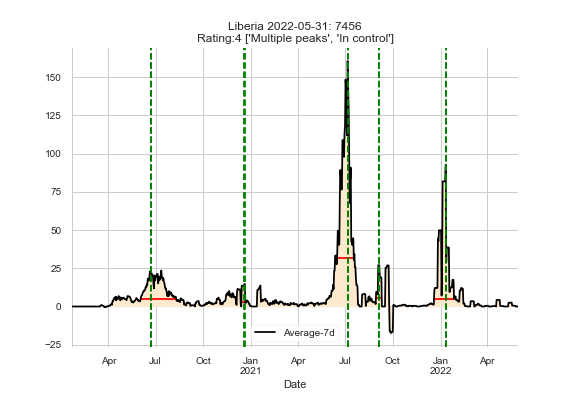 Liberia 2022-05-31: 7456
Rating:4 ['Multiple peaks', 'In control']
150
125
100
75
50
25
0
−25
Average-7d
Apr Jul Oct Jan Apr Jul Oct Jan Apr
2021 2022
Date